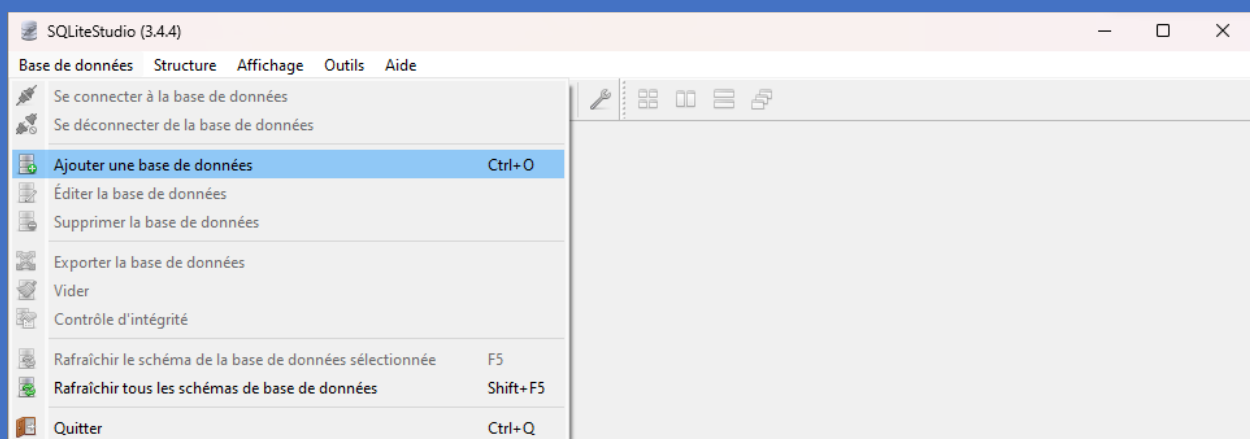 SQLiteStudio (3.4.4)
Base de données Structure Affichage Outils Aide
Se connecter à la base de données
Se déconnecter de la base de données
Ajouter une base de données Ctrl+O
Éditer la base de données
Supprimer la base de données
Exporter la base de données
Vider
Contrôle d'intégrité
Rafraîchir le schéma de la base de données sélectionnée F5
Rafraîchir tous les schémas de base de données Shift+F5
Quitter Ctrl+Q